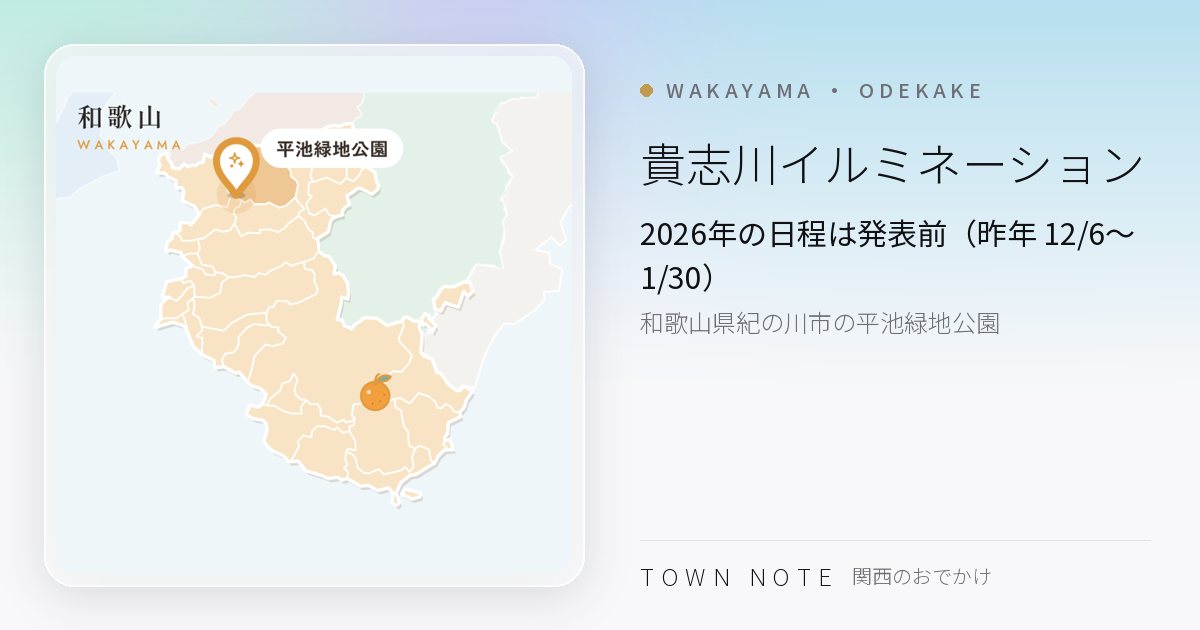 和歌山
WAKAYAMA
平池緑地公園
WAKAYAMA • ODEKAKE
貴志川イルミネーション
2026年の日程は発表前（昨年 12/6〜
1/30）
和歌山県紀の川市の平池緑地公園
TOWN NOTE 関西のおでかけ